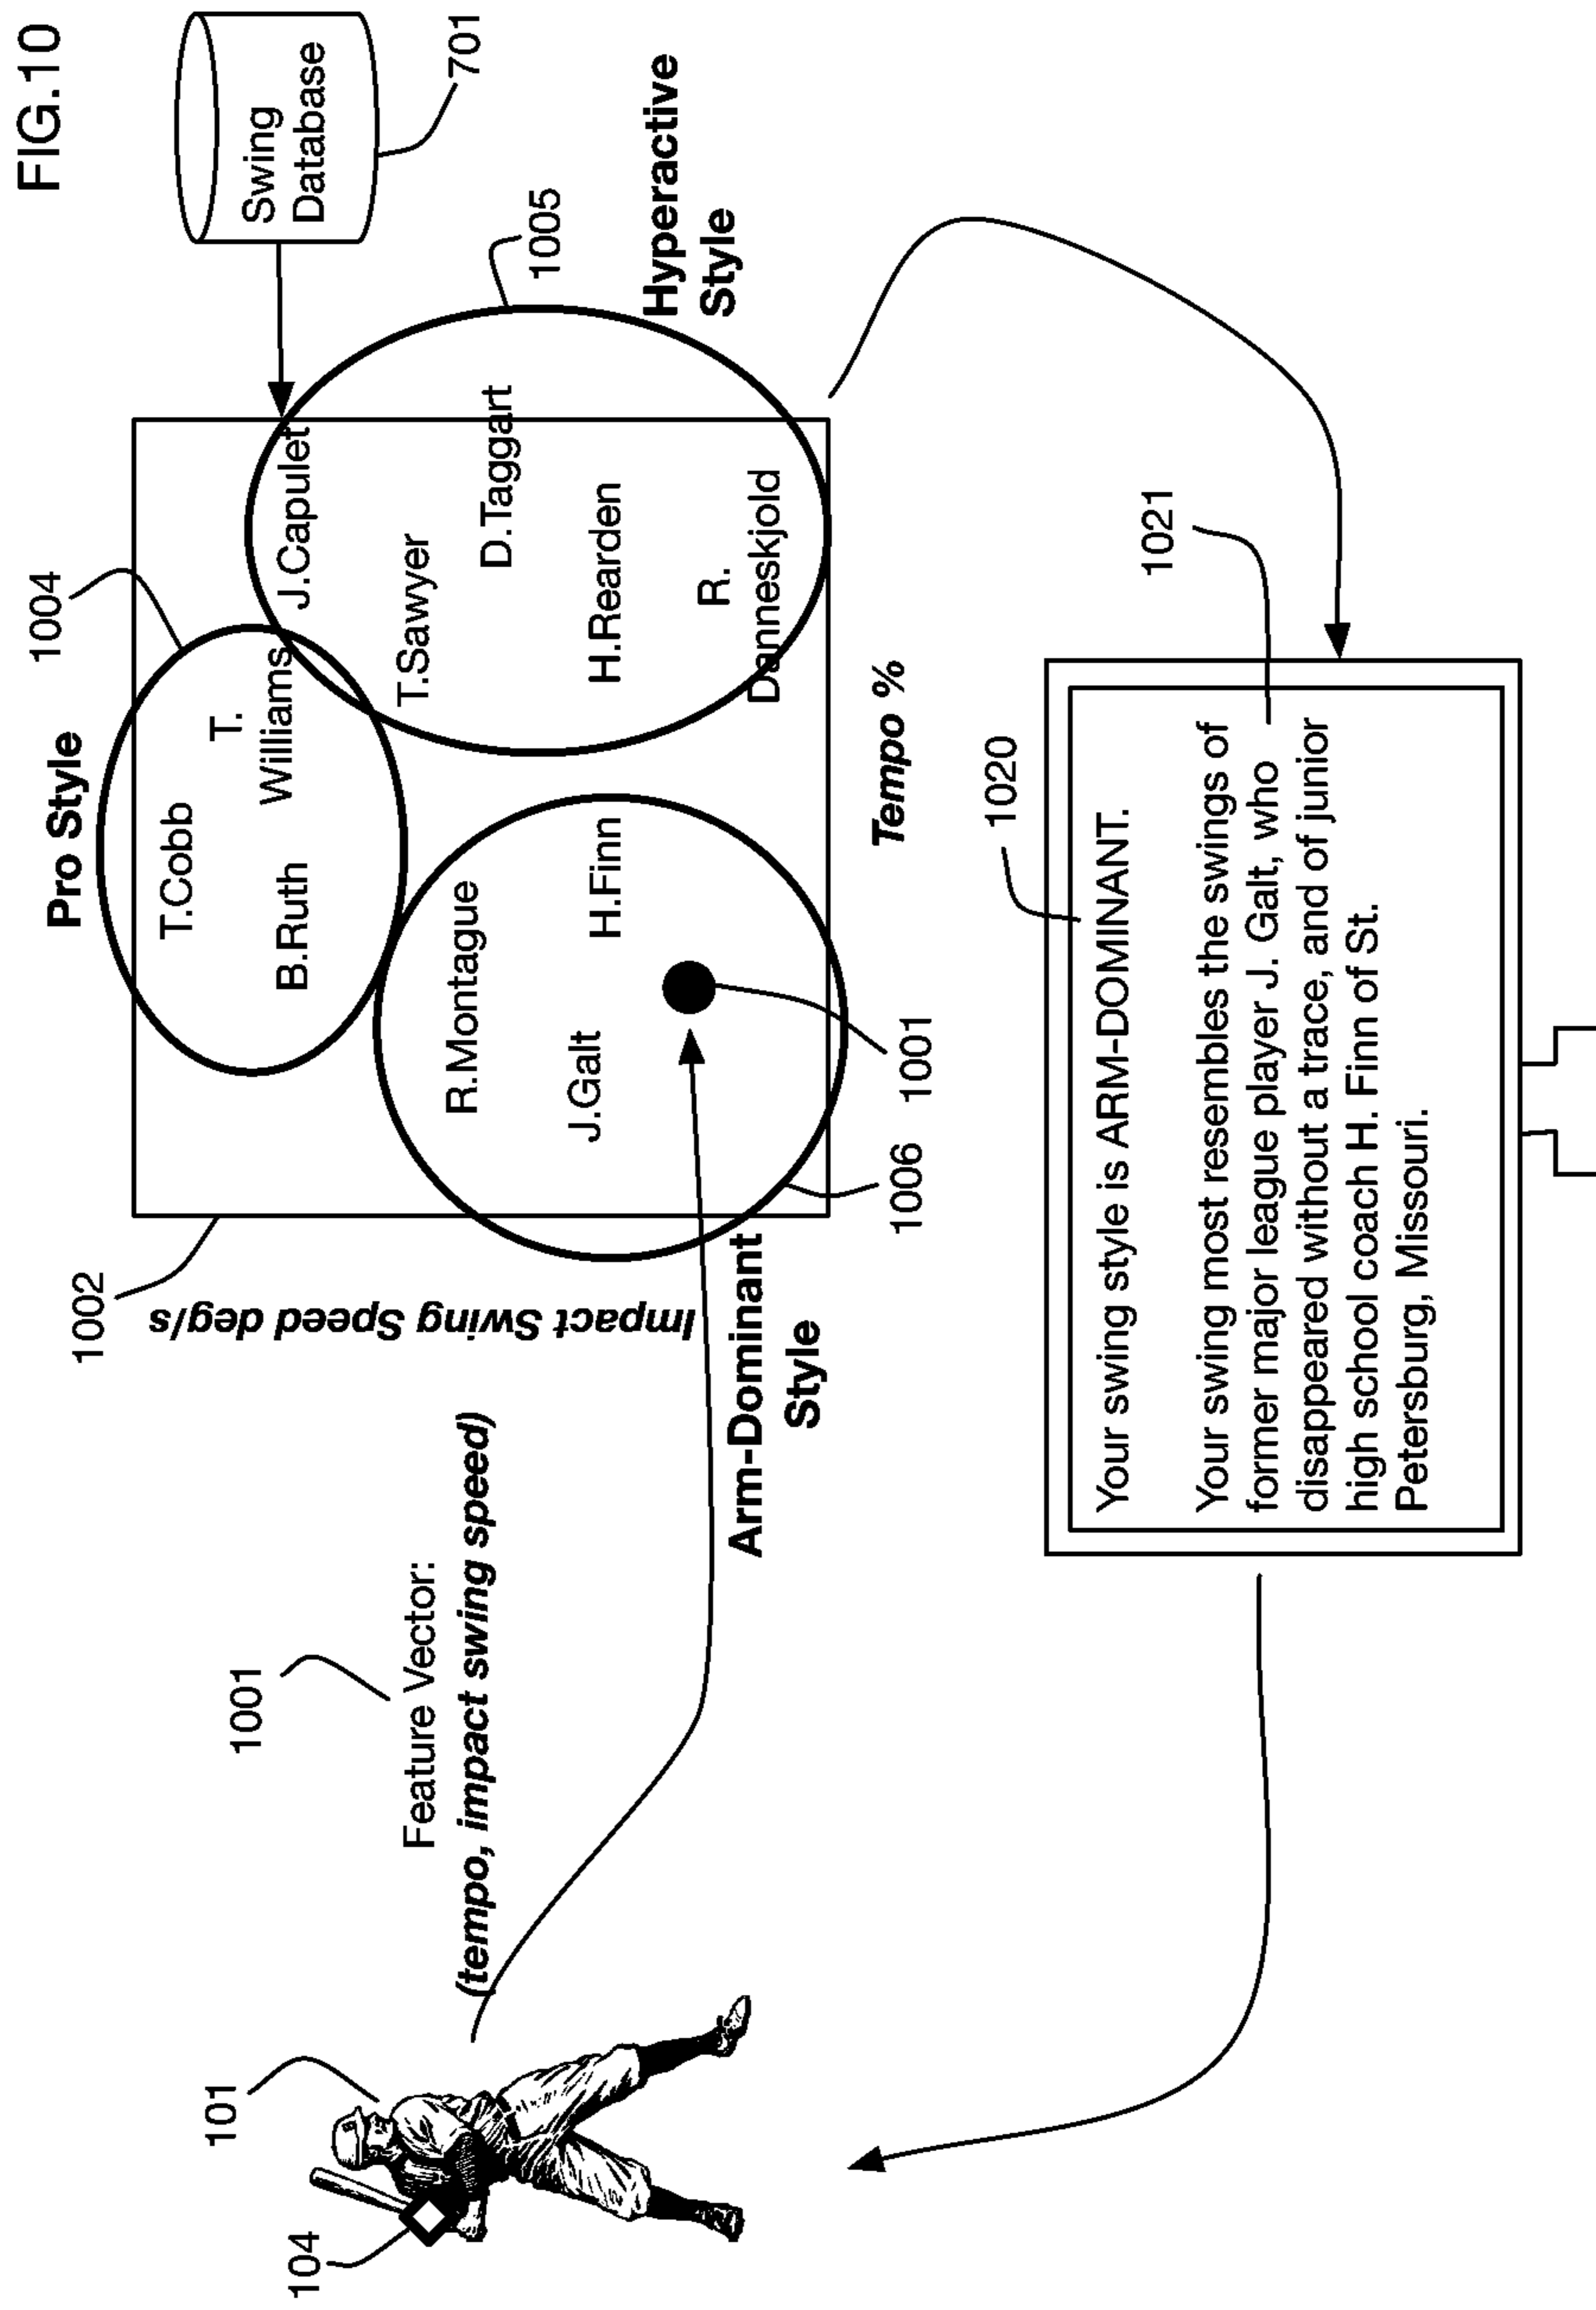 FIG.10
Swing
Database
701
1004
Pro Style
1005
Hyperactive
Style
T.Cobb
T.
Williams
B.Ruth
J.Capulet
T.Sawyer
D.Taggart
H.Rearden
R.
Danneskjold
R.Montague
H.Finn
J.Galt
1002
Impact Swing Speed deg/s
Tempo %
1001
1006
Arm-Dominant
Style
1001
Feature Vector:
(tempo, impact swing speed)
101
104
1020
1021
Your swing style is ARM-DOMINANT.
Your swing most resembles the swings of
former major league player J. Galt, who
disappeared without a trace, and of junior
high school coach H. Finn of St.
Petersburg, Missouri.